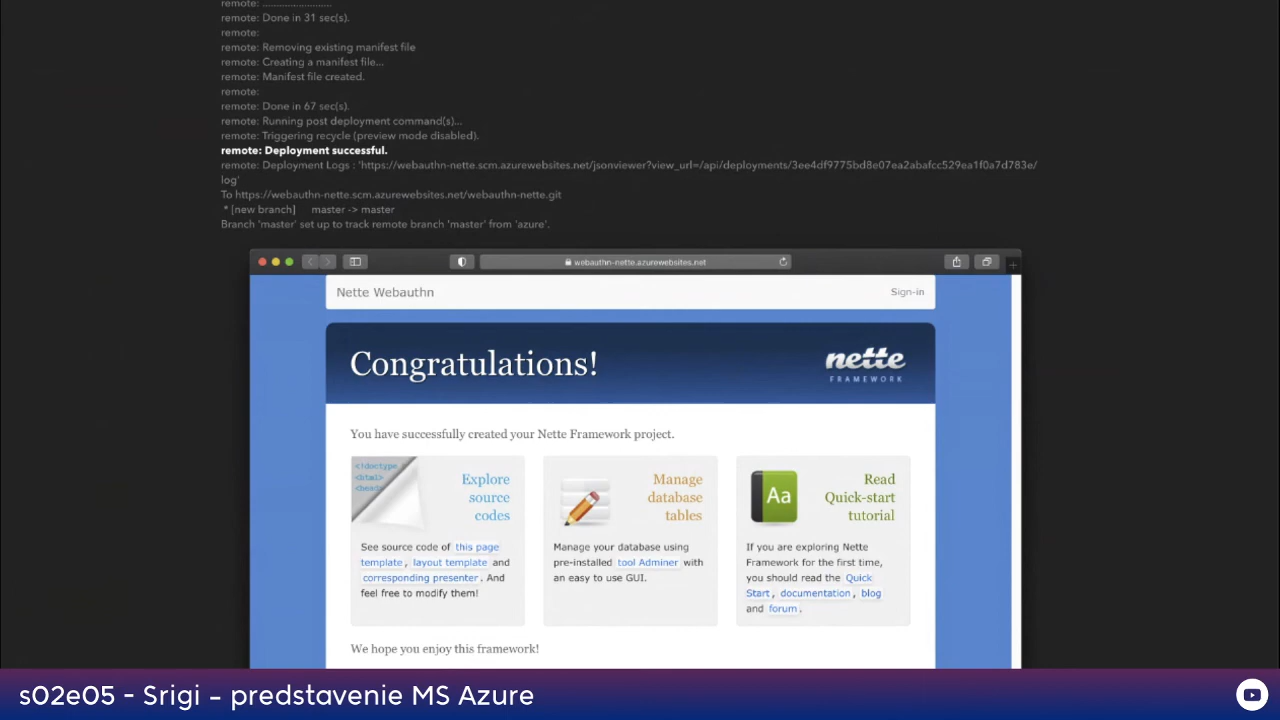 remote: ........................
remote: Done in 31 sec(s).
remote:
remote: Removing existing manifest file
remote: Creating a manifest file...
remote: Manifest file created.
remote:
remote: Done in 67 sec(s).
remote: Running post deployment command(s)...
remote: Triggering recycle (preview mode disabled).
remote: Deployment successful.
remote: Deployment Logs : 'https://webauthn-nette.scm.azurewebsites.net/jsonviewer?view_url=/api/deployments/3ee4df9775bd8e07ea2abafcc529ea1f0a7d783e/
log'
To https://webauthn-nette.scm.azurewebsites.net/webauthn-nette.git
* [new branch] master -> master
Branch 'master' set up to track remote branch 'master' from 'azure'.
webauthn-nette.azurewebsites.net
Nette Webauthn
Sign-in
Congratulations!
nette
FRAMEWORK
You have successfully created your Nette Framework project.
<!doctype
<html>
<head>
Explore
source
codes
See source code of this page
template, layout template and
corresponding presenter. And
feel free to modify them!
Manage
database
tables
Manage your database using
pre-installed tool Adminer with
an easy to use GUI.
Aa
Read
Quick-start
tutorial
If you are exploring Nette
Framework for the first time,
you should read the Quick
Start, documentation, blog
and forum.
We hope you enjoy this framework!
s02e05 - Srigi – predstavenie MS Azure